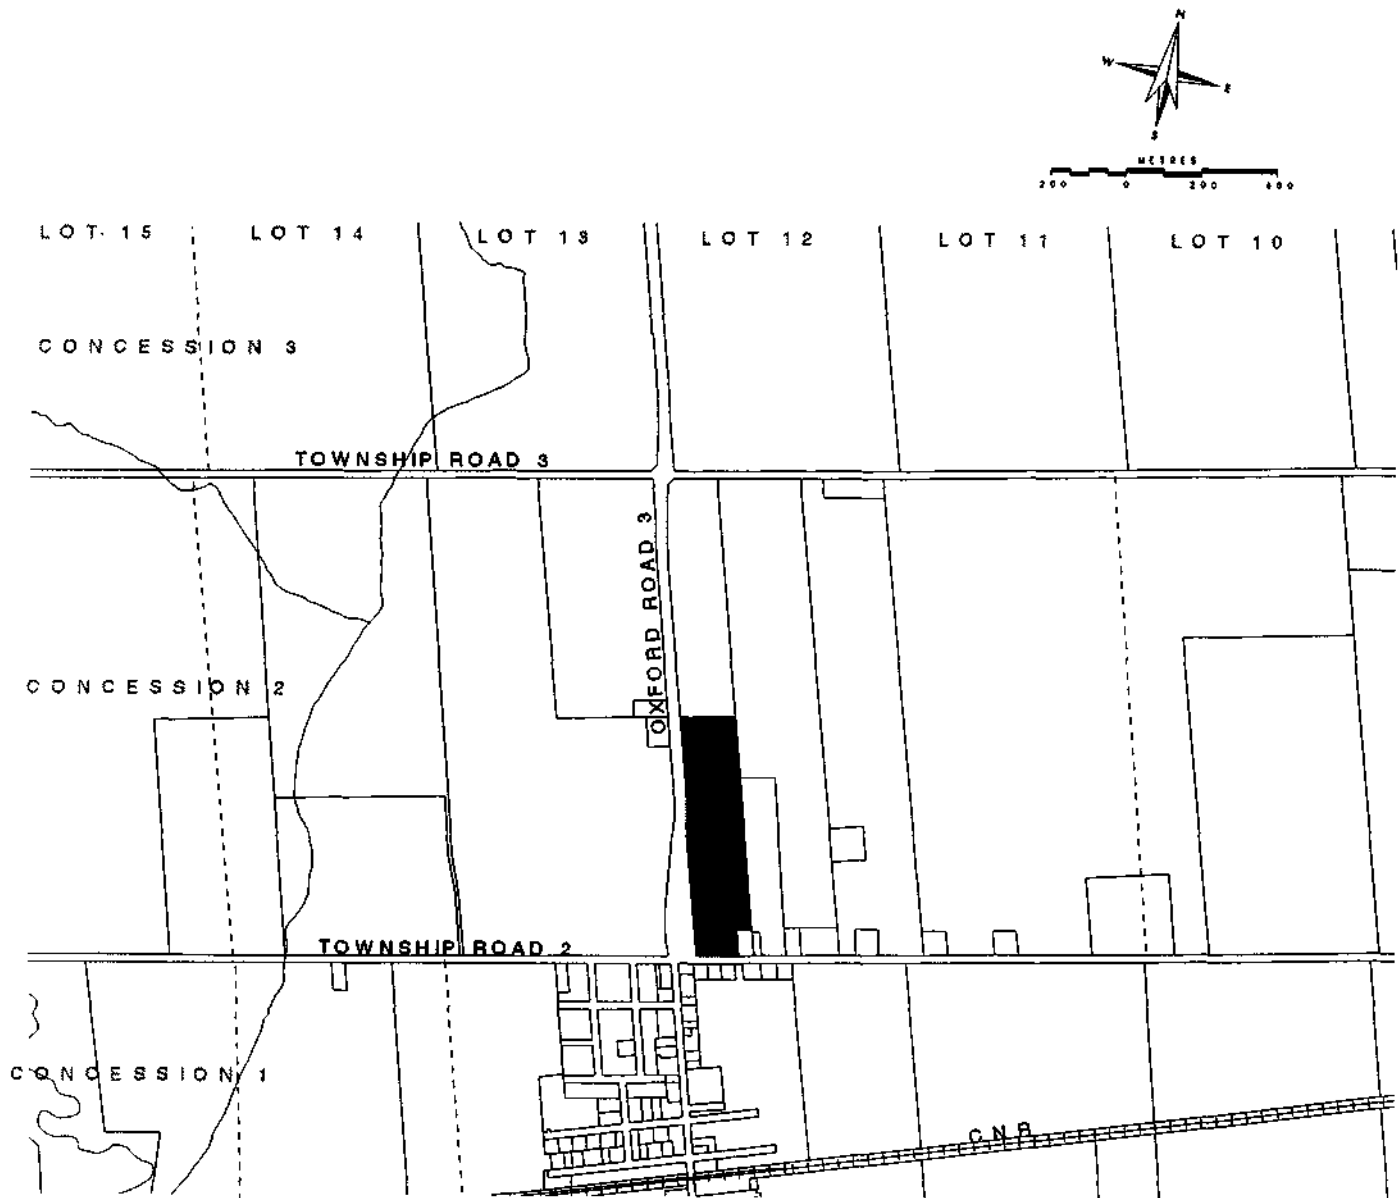 N
W
E
S
METRES
200 0 200 400
LOT 15 LOT 14 LOT 13 LOT 12 LOT 11 LOT 10
CONCESSION 3
TOWNSHIP ROAD 3
OXFORD ROAD 3
CONCESSION 2
TOWNSHIP ROAD 2
CONCESSION 1
CNR